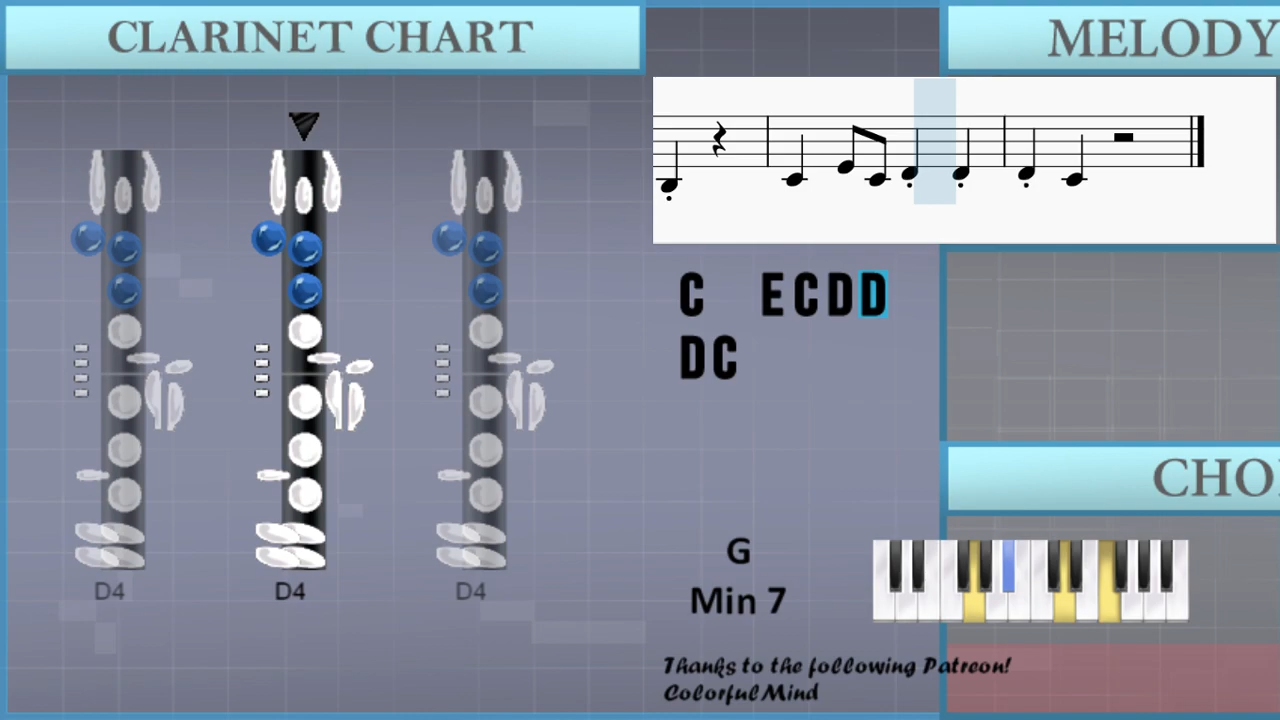 CLARINET CHART
MELODY
C ECDD
DC
CHO
G
Min 7
D4 D4 D4
Thanks to the following Patreon!
Colorful Mind